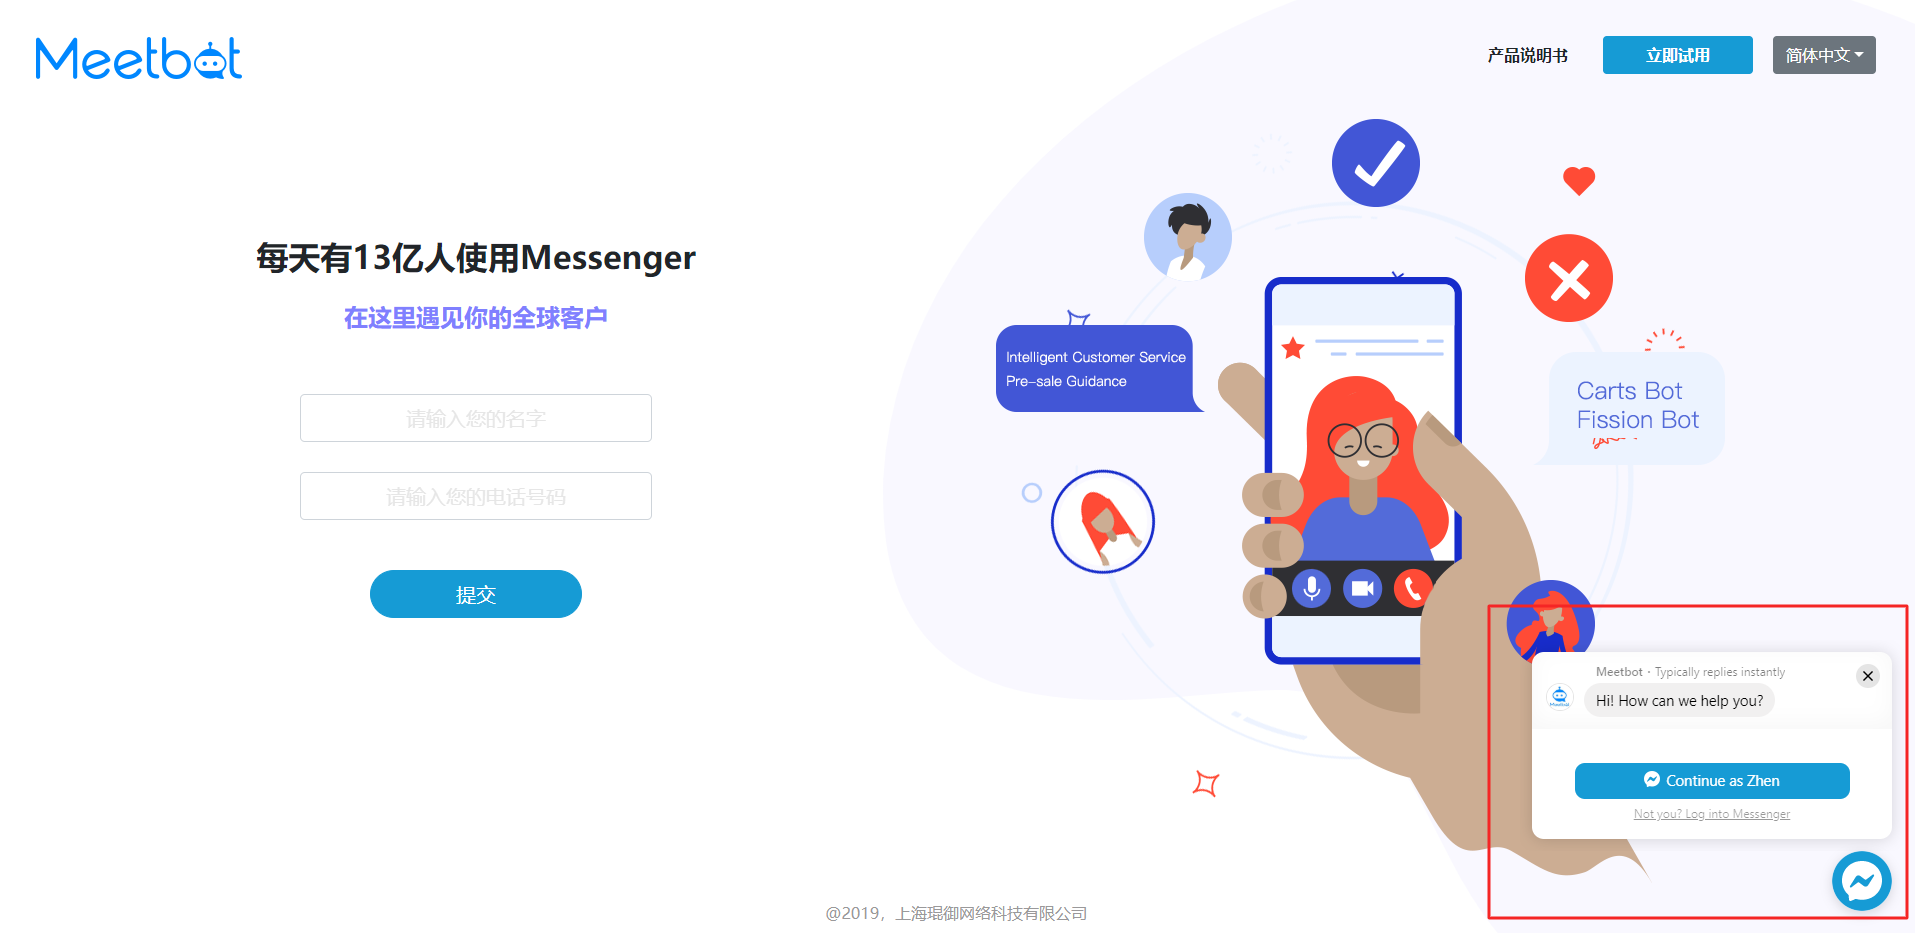 Meetbot
产品说明书
立即试用
简体中文
每天有13亿人使用Messenger
在这里遇见你的全球客户
请输入您的名字
请输入您的电话号码
提交
Intelligent Customer Service
Pre-sale Guidance
Carts Bot
Fission Bot
Meetbot · Typically replies instantly
Hi! How can we help you?
Meetbot
Continue as Zhen
Not you? Log into Messenger
@2019，上海琨御网络科技有限公司